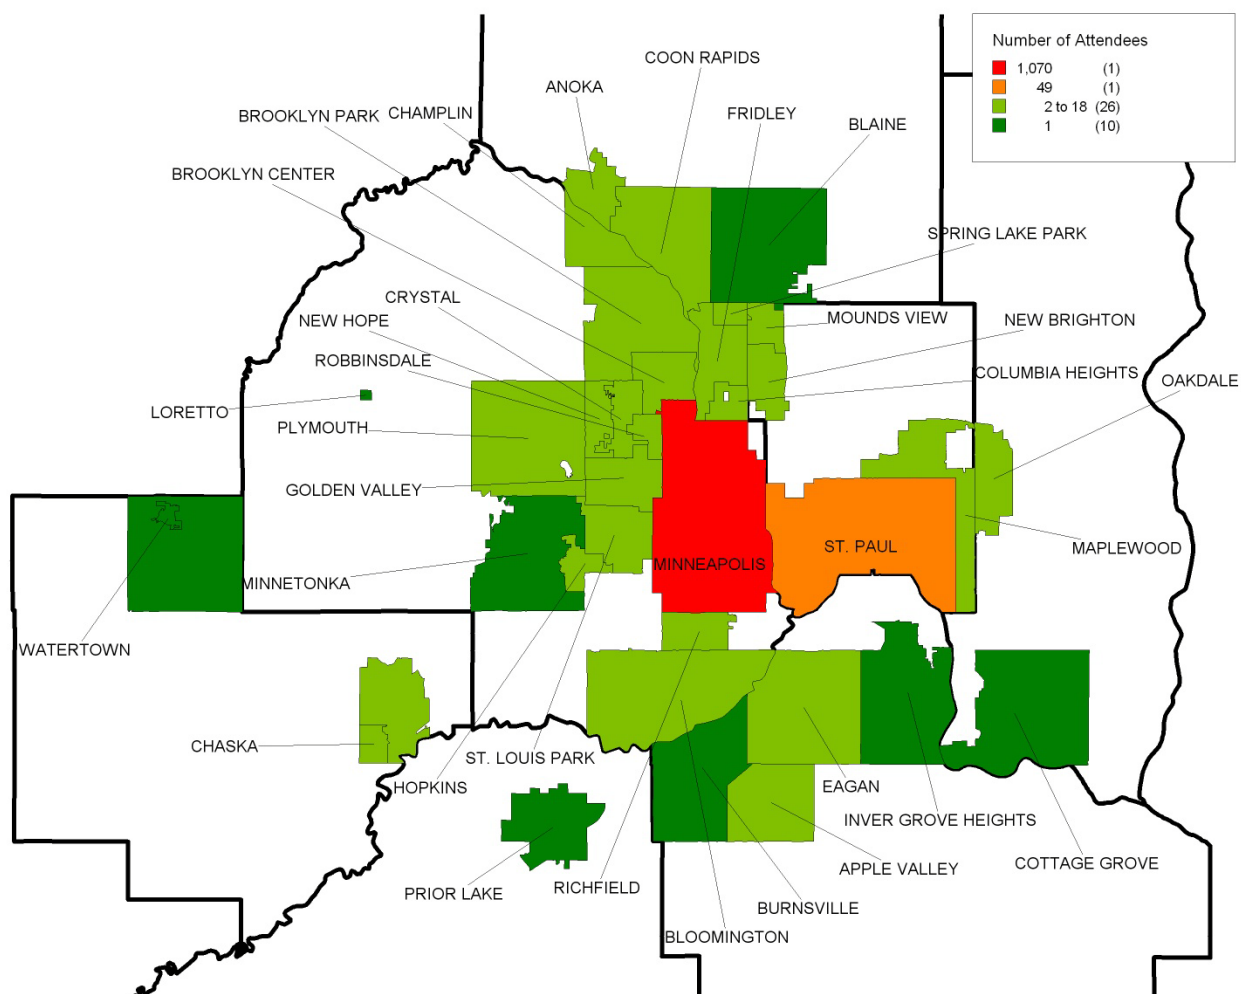 Number of Attendees
1,070 (1)
49 (1)
2 to 18 (26)
1 (10)
COON RAPIDS
ANOKA
BROOKLYN PARK
CHAMPLIN
FRIDLEY
BLAINE
BROOKLYN CENTER
SPRING LAKE PARK
CRYSTAL
NEW HOPE
MOUNDS VIEW
NEW BRIGHTON
ROBBINSDALE
COLUMBIA HEIGHTS
OAKDALE
LORETTO
PLYMOUTH
GOLDEN VALLEY
ST. PAUL
MAPLEWOOD
MINNEAPOLIS
MINNETONKA
WATERTOWN
CHASKA
ST. LOUIS PARK
HOPKINS
EAGAN
INVER GROVE HEIGHTS
COTTAGE GROVE
APPLE VALLEY
PRIOR LAKE
RICHFIELD
BURNSVILLE
BLOOMINGTON